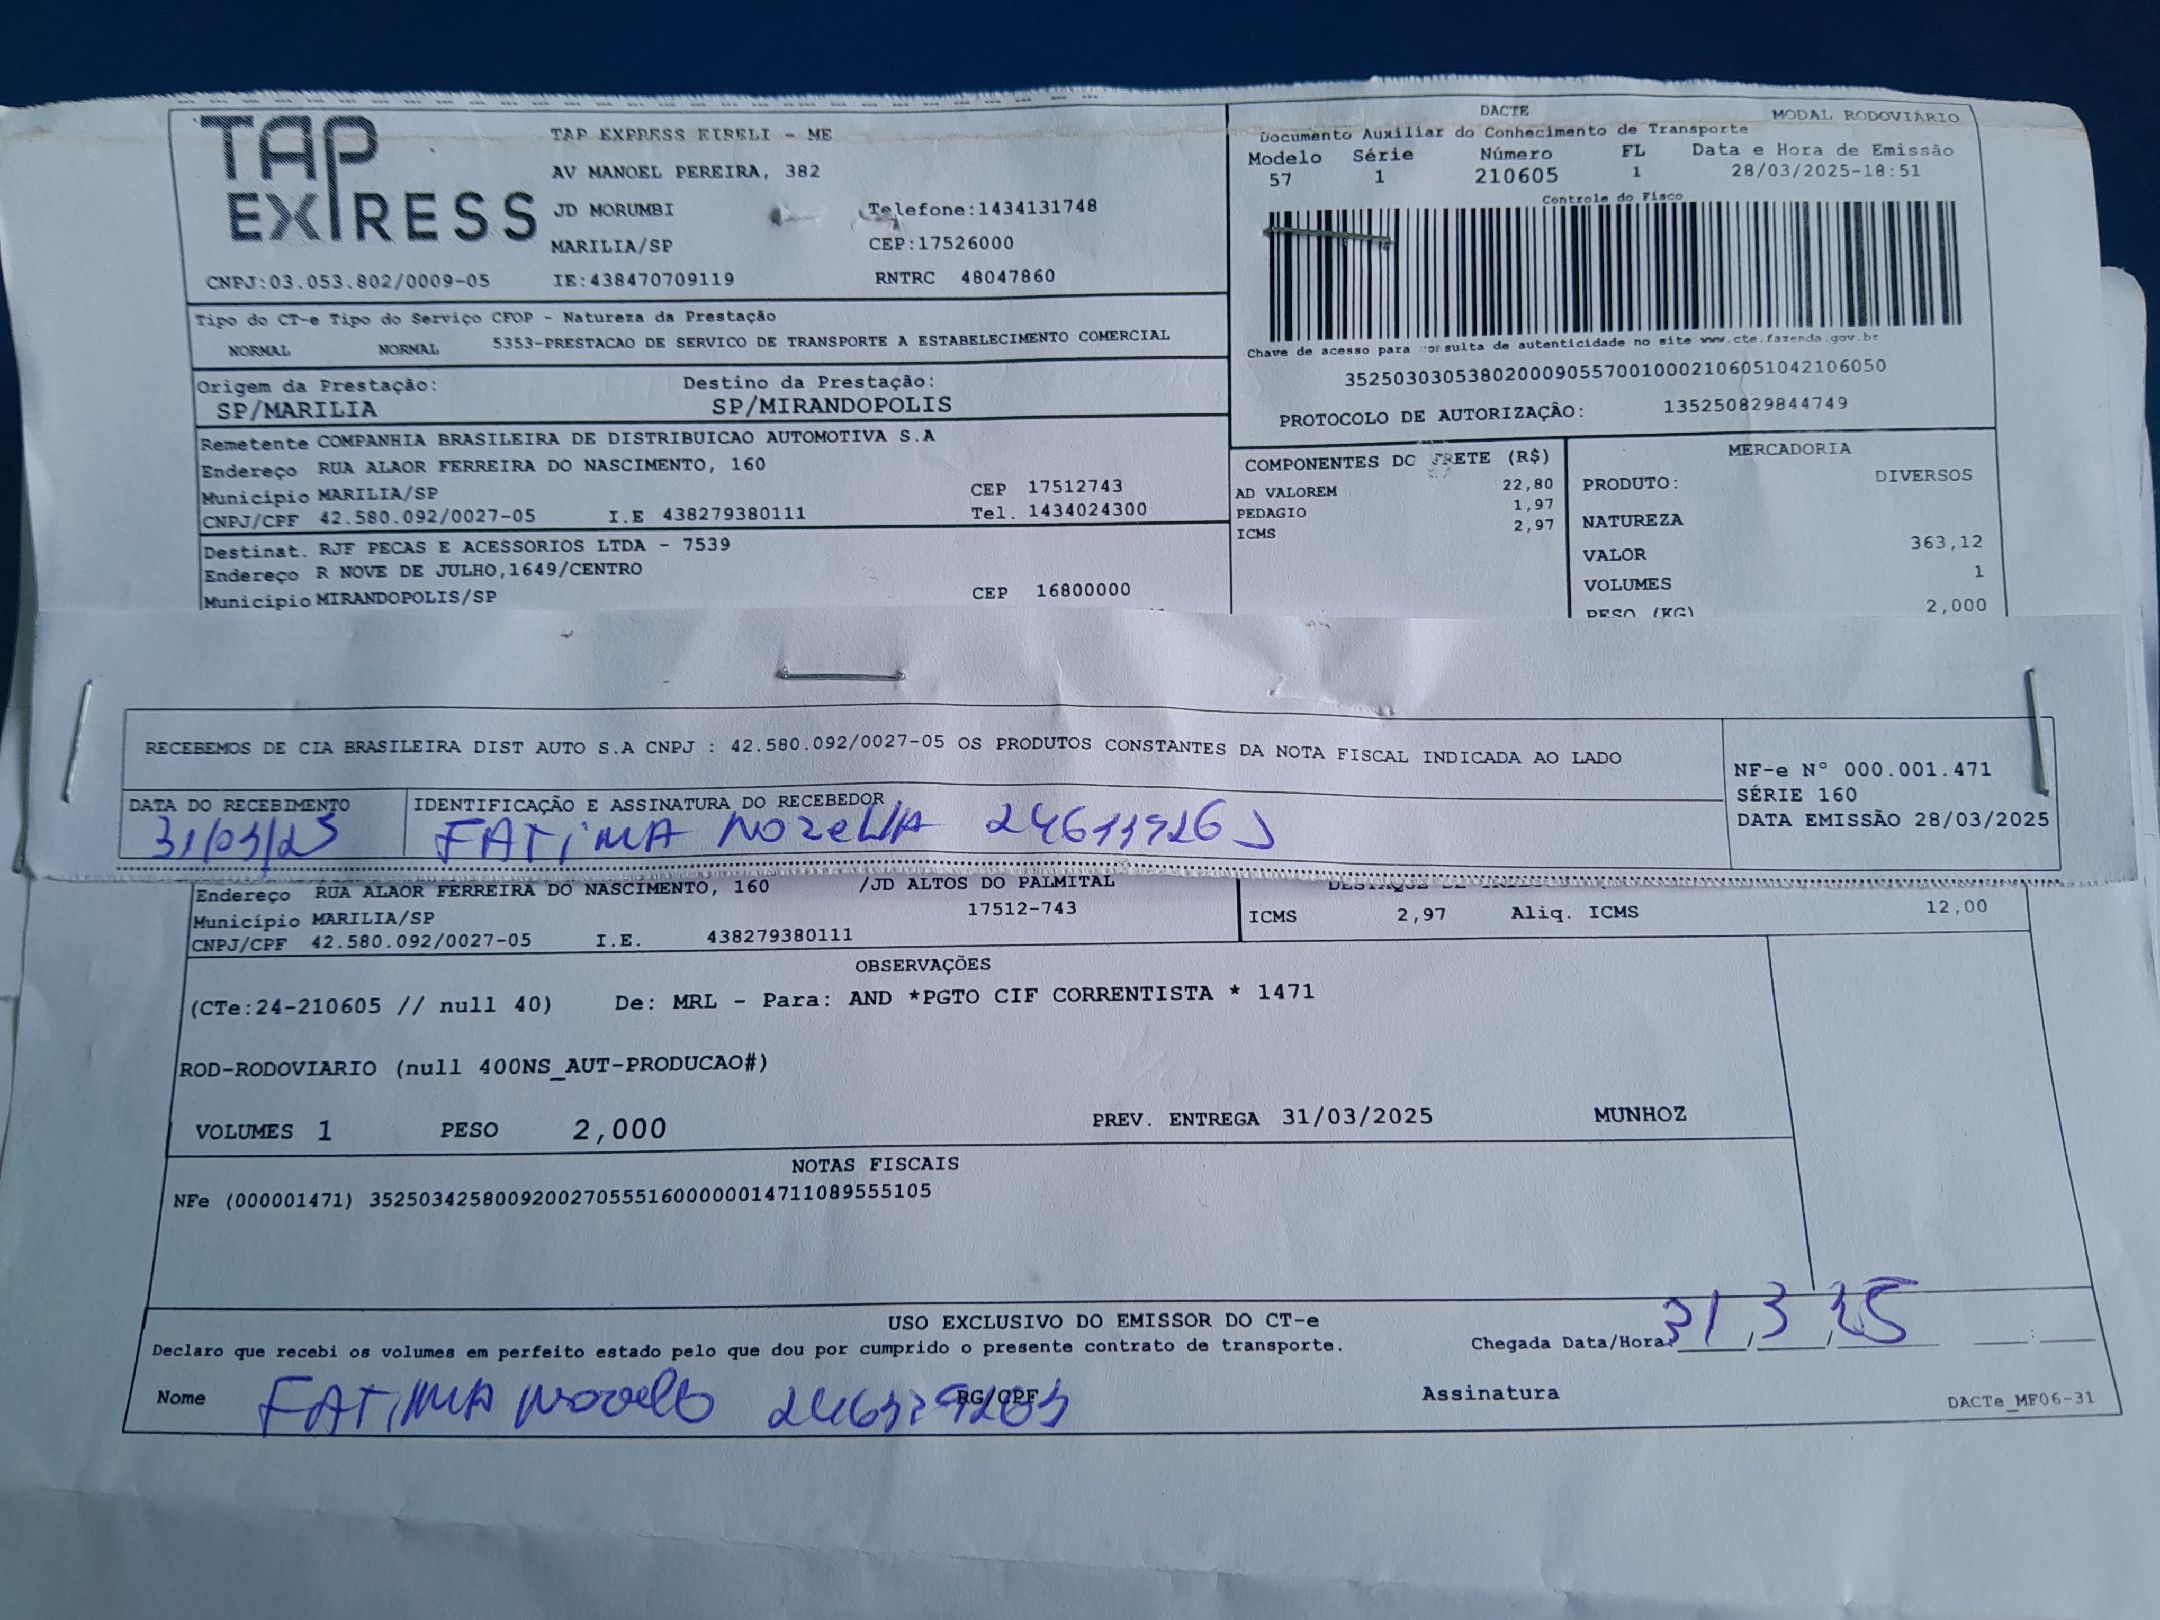 TAP EXPRESS
TAP EXPRESS EIRELI - ME
AV MANOEL PEREIRA, 382
JD MORUMBI Telefone:1434131748
MARILIA/SP CEP:17526000
CNPJ:03.053.802/0009-05 IE:438470709119 RNTRC 48047860
DACTE MODAL RODOVIÁRIO
Documento Auxiliar do Conhecimento de Transporte
Modelo Série Número FL Data e Hora de Emissão
57 1 210605 1 28/03/2025-18:51
Controle do Fisco
Chave de acesso para consulta de autenticidade no site www.cte.fazenda.gov.br
35250303053802000905570010002106051042106050
PROTOCOLO DE AUTORIZAÇÃO: 135250829844749
Tipo do CT-e Tipo do Serviço CFOP - Natureza da Prestação
NORMAL NORMAL 5353-PRESTACAO DE SERVICO DE TRANSPORTE A ESTABELECIMENTO COMERCIAL
Origem da Prestação: Destino da Prestação:
SP/MARILIA SP/MIRANDOPOLIS
Remetente COMPANHIA BRASILEIRA DE DISTRIBUICAO AUTOMOTIVA S.A
Endereço RUA ALAOR FERREIRA DO NASCIMENTO, 160
Município MARILIA/SP CEP 17512743
CNPJ/CPF 42.580.092/0027-05 I.E 438279380111 Tel. 1434024300
Destinat. RJF PECAS E ACESSORIOS LTDA - 7539
Endereço R NOVE DE JULHO,1649/CENTRO
Município MIRANDOPOLIS/SP CEP 16800000
COMPONENTES DO FRETE (R$)
AD VALOREM 22,80
PEDAGIO 1,97
ICMS 2,97
MERCADORIA
PRODUTO: DIVERSOS
NATUREZA
VALOR 363,12
VOLUMES 1
PESO (KG) 2,000
RECEBEMOS DE CIA BRASILEIRA DIST AUTO S.A CNPJ : 42.580.092/0027-05 OS PRODUTOS CONSTANTES DA NOTA FISCAL INDICADA AO LADO
NF-e N° 000.001.471
SÉRIE 160
DATA EMISSÃO 28/03/2025
DATA DO RECEBIMENTO IDENTIFICAÇÃO E ASSINATURA DO RECEBEDOR
31/03/25 FATIMA
Endereço RUA ALAOR FERREIRA DO NASCIMENTO, 160 /JD ALTOS DO PALMITAL
Município MARILIA/SP 17512-743
CNPJ/CPF 42.580.092/0027-05 I.E. 438279380111
ICMS 2,97 Aliq. ICMS 12,00
OBSERVAÇÕES
(CTe:24-210605 // null 40) De: MRL - Para: AND *PGTO CIF CORRENTISTA * 1471
ROD-RODOVIARIO (null 400NS_AUT-PRODUCAO#)
VOLUMES 1 PESO 2,000 PREV. ENTREGA 31/03/2025 MUNHOZ
NOTAS FISCAIS
NFe (000001471) 35250342580092002705551600000014711089555105
USO EXCLUSIVO DO EMISSOR DO CT-e
Declaro que recebi os volumes em perfeito estado pelo que dou por cumprido o presente contrato de transporte.
Chegada Data/Hora: 31, 3, 25
Nome FATIMA RG/CPF Assinatura DACTe_MF06-31